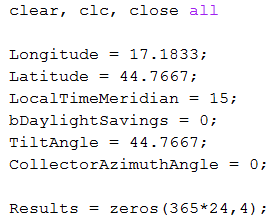 clear, clc, close all
Longitude = 17.1833;
Latitude = 44.7667;
LocalTimeMeridian = 15;
bDaylightSavings = 0;
TiltAngle = 44.7667;
CollectorAzimuthAngle = 0;
Results = zeros(365*24,4);